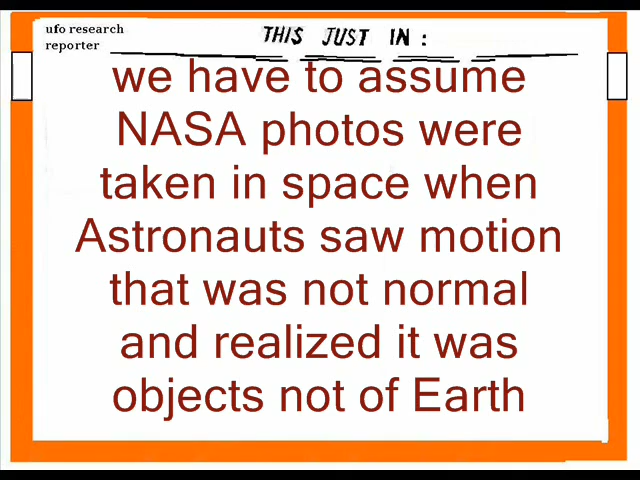 ufo research
reporter
THIS JUST IN :
we have to assume
NASA photos were
taken in space when
Astronauts saw motion
that was not normal
and realized it was
objects not of Earth